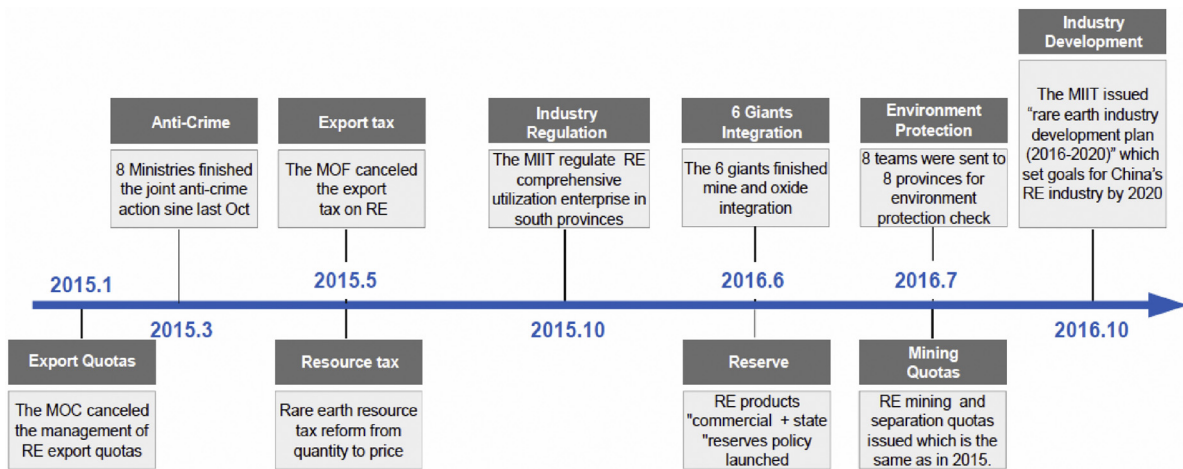 Industry
Development
The MIIT issued
“rare earth industry
development plan
(2016-2020)” which
set goals for China's
RE industry by 2020
Anti-Crime
8 Ministries finished
the joint anti-crime
action sine last Oct
Export tax
The MOF canceled
the export
tax on RE
Industry
Regulation
The MIIT regulate RE
comprehensive
utilization enterprise in
south provinces
6 Giants
Integration
The 6 giants finished
mine and oxide
integration
Environment
Protection
8 teams were sent to
8 provinces for
environment
protection check
2015.1
2015.5
2016.6
2016.7
2015.3
2015.10
2016.10
Export Quotas
The MOC canceled
the management of
RE export quotas
Resource tax
Rare earth resource
tax reform from
quantity to price
Reserve
RE products
"commercial + state
"reserves policy
launched
Mining
Quotas
RE mining and
separation quotas
issued which is the
same as in 2015.